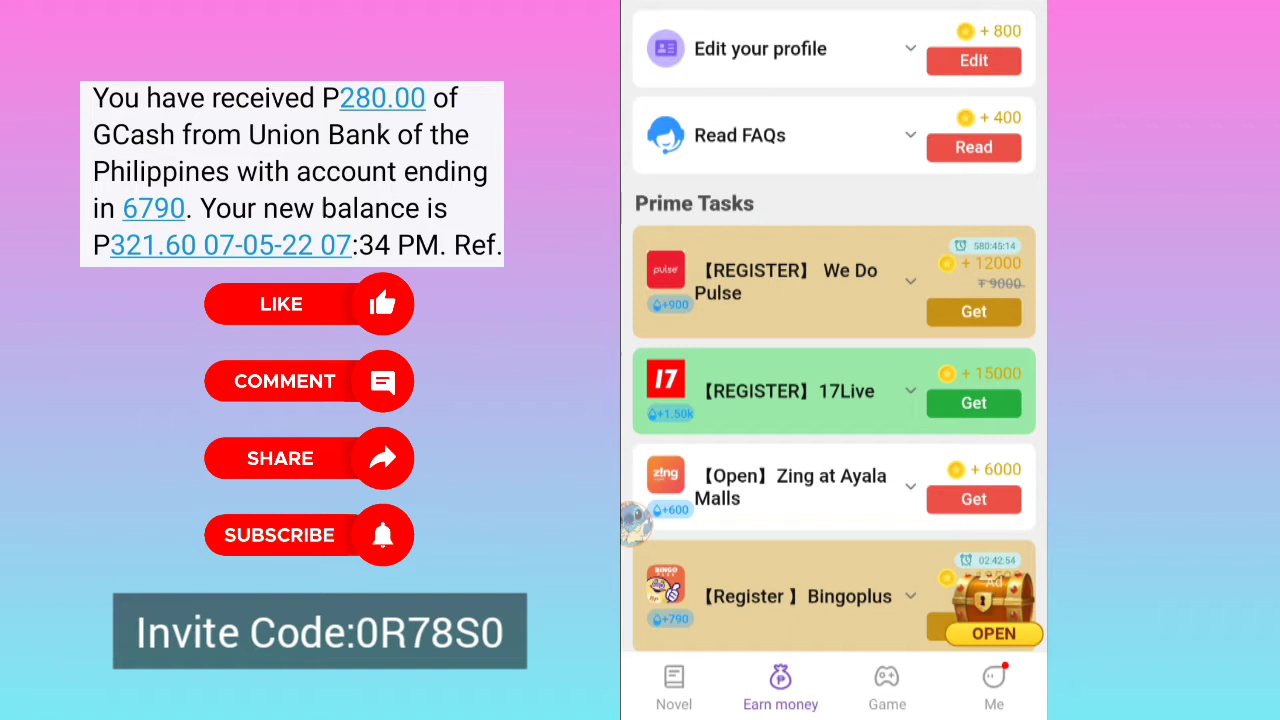 You have received P280.00 of
GCash from Union Bank of the
Philippines with account ending
in 6790. Your new balance is
P321.60 07-05-22 07:34 PM. Ref.
LIKE
COMMENT
SHARE
SUBSCRIBE
Invite Code:0R78S0
Edit your profile
+ 800
Edit
Read FAQs
+ 400
Read
Prime Tasks
pulse
+900
【REGISTER】 We Do
Pulse
580:45:14
+ 12000
₮ 9000
Get
17
+1.50k
【REGISTER】17Live
+ 15000
Get
zing
+600
【Open】Zing at Ayala
Malls
+ 6000
Get
BINGO
+790
【Register 】Bingoplus
02:42:54
Ad
OPEN
Novel
Earn money
Game
Me